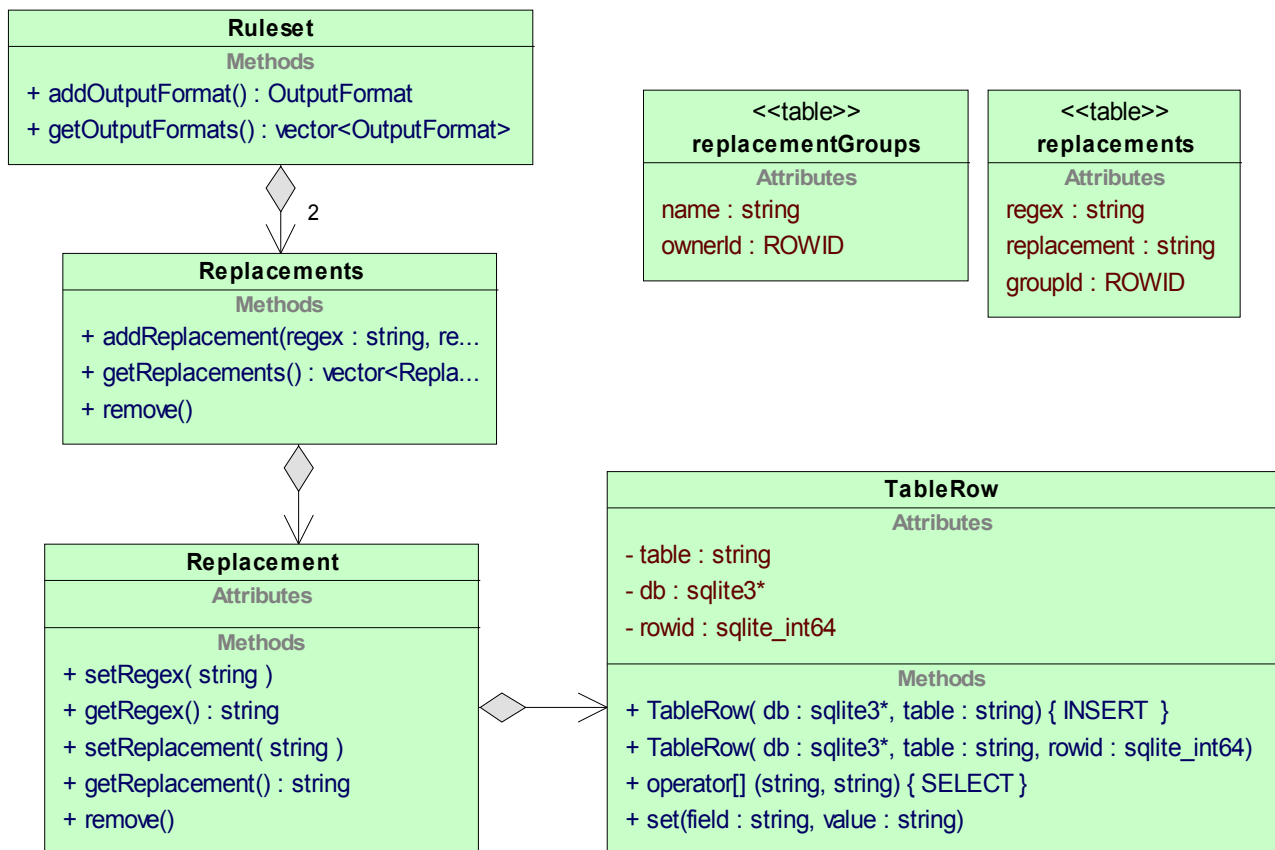 Ruleset
Methods
+ addOutputFormat() : OutputFormat
+ getOutputFormats() : vector<OutputFormat>
2
<<table>>
replacementGroups
Attributes
name : string
ownerId : ROWID
<<table>>
replacements
Attributes
regex : string
replacement : string
groupId : ROWID
Replacements
Methods
+ addReplacement(regex : string, re...
+ getReplacements() : vector<Repla...
+ remove()
Replacement
Attributes
Methods
+ setRegex( string )
+ getRegex() : string
+ setReplacement( string )
+ getReplacement() : string
+ remove()
TableRow
Attributes
- table : string
- db : sqlite3*
- rowid : sqlite_int64
Methods
+ TableRow( db : sqlite3*, table : string) { INSERT }
+ TableRow( db : sqlite3*, table : string, rowid : sqlite_int64)
+ operator[] (string, string) { SELECT }
+ set(field : string, value : string)